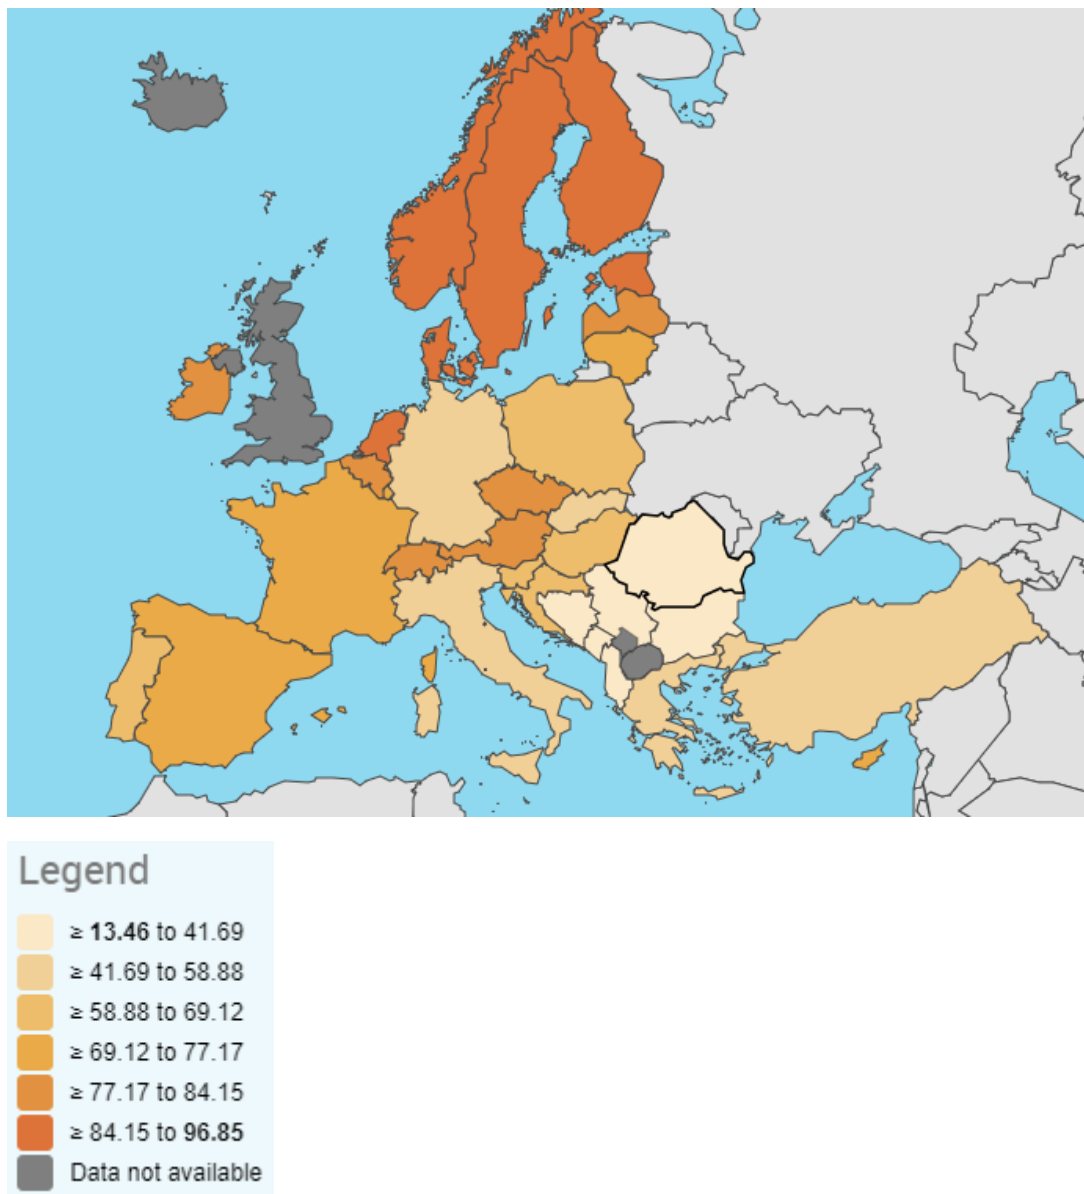 Legend
≥ 13.46 to 41.69
≥ 41.69 to 58.88
≥ 58.88 to 69.12
≥ 69.12 to 77.17
≥ 77.17 to 84.15
≥ 84.15 to 96.85
Data not available